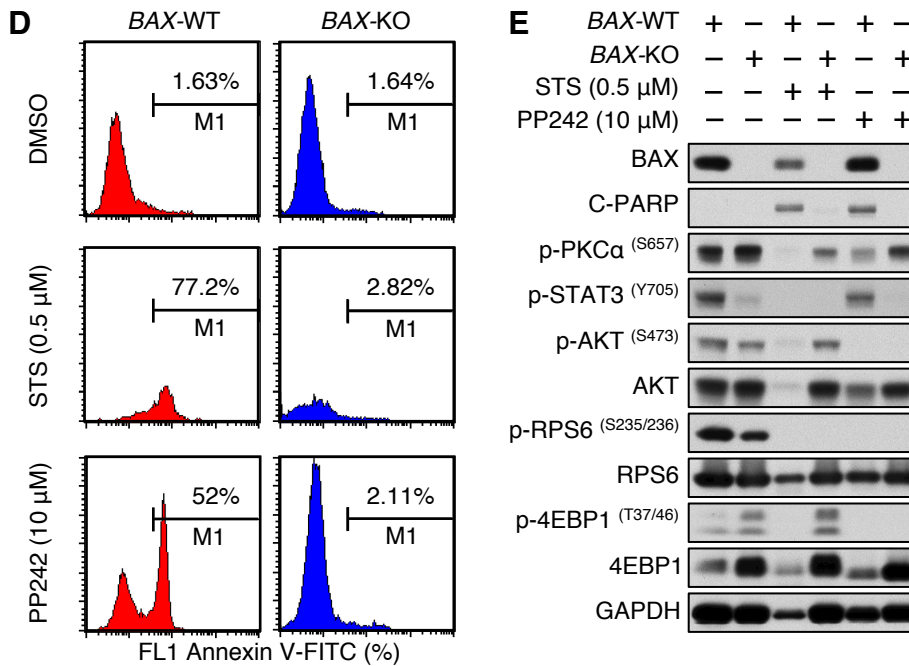 D
BAX-WT BAX-KO
DMSO
1.63%
M1
1.64%
M1
STS (0.5 µM)
77.2%
M1
2.82%
M1
PP242 (10 µM)
52%
M1
2.11%
M1
FL1 Annexin V-FITC (%)
E
BAX-WT + − + − + −
BAX-KO − + − + − +
STS (0.5 µM) − − + + − −
PP242 (10 µM) − − − − + +
BAX
C-PARP
p-PKCα (S657)
p-STAT3 (Y705)
p-AKT (S473)
AKT
p-RPS6 (S235/236)
RPS6
p-4EBP1 (T37/46)
4EBP1
GAPDH